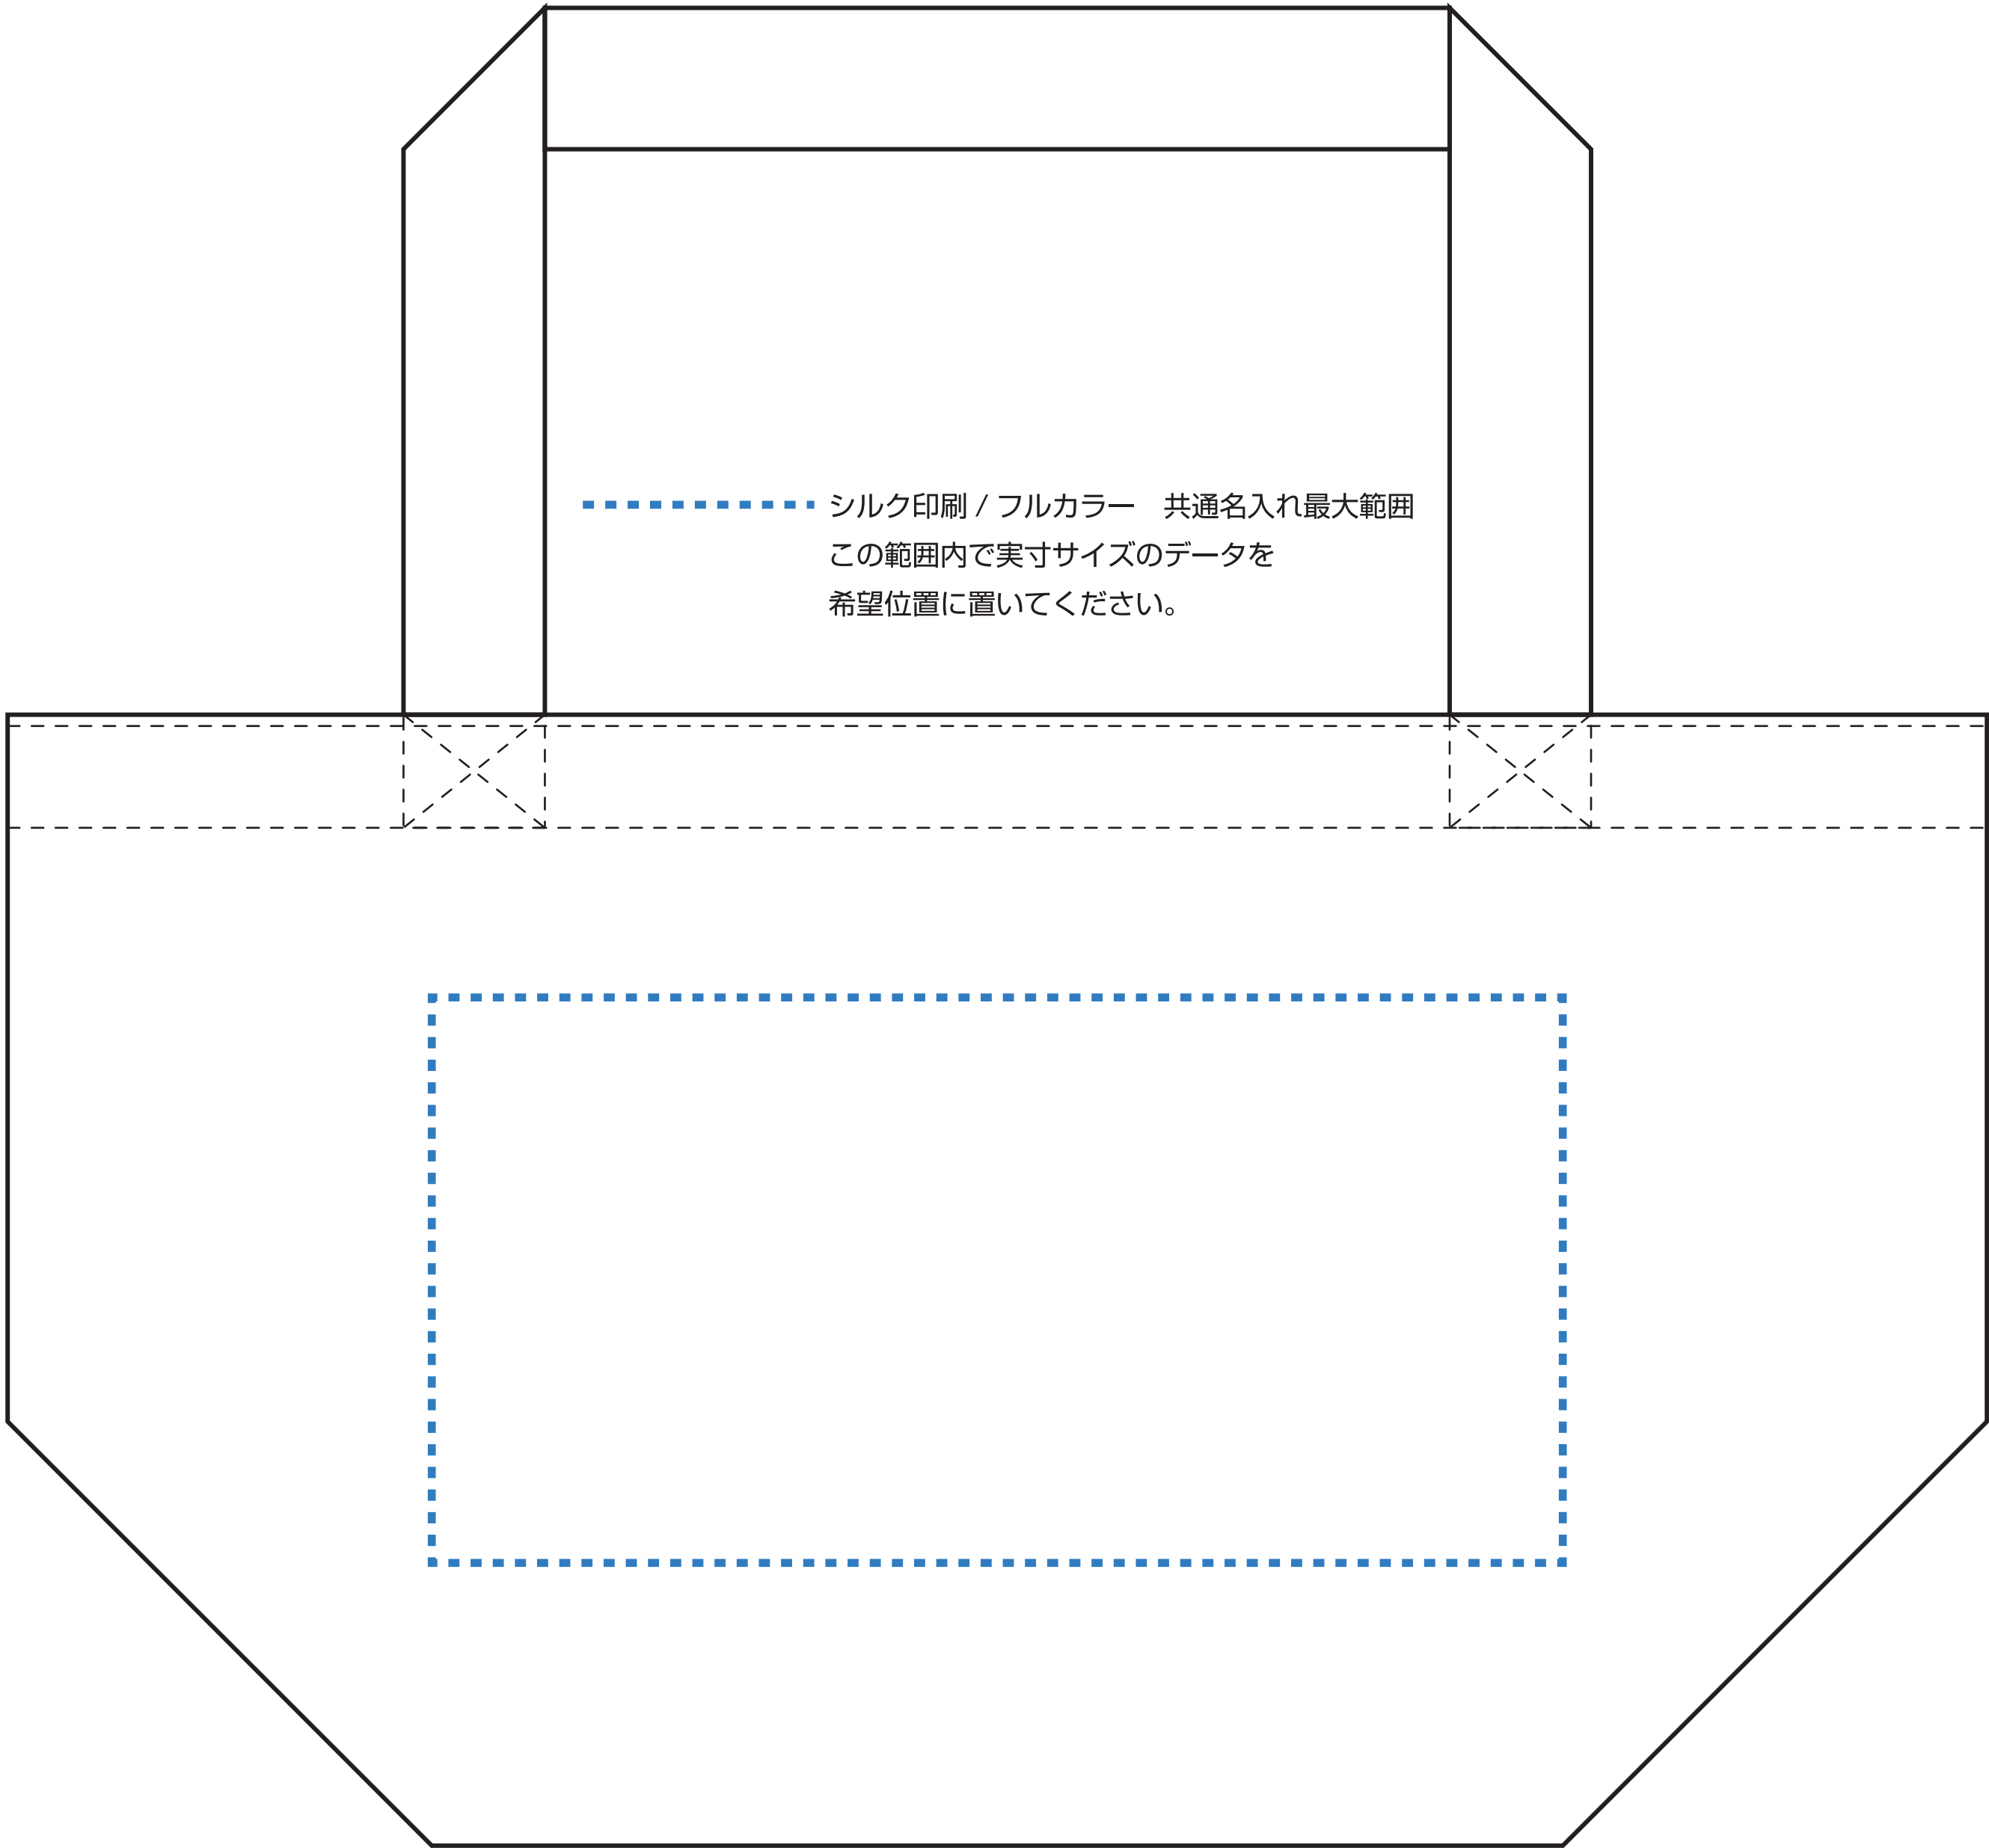 シルク印刷 / フルカラー　共通名入れ最大範囲
この範囲内で実寸サイズのデータを
希望位置に置いてください。